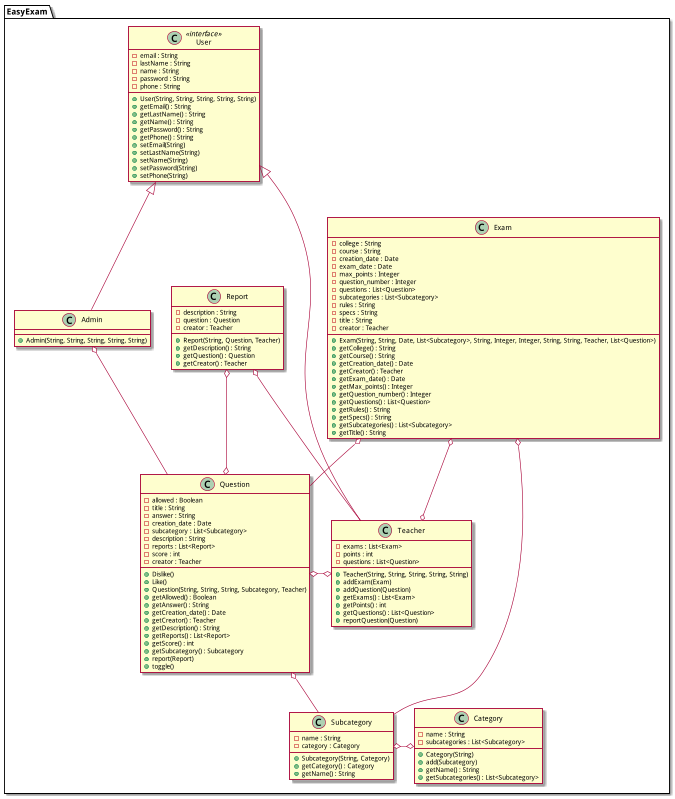 EasyExam
«interface»
C
User
email : String
lastName : String
name : String
password : String
phone : String
User(String, String, String, String, String)
getEmail() : String
getLastName() : String
getName() : String
getPassword() : String
getPhone() : String
setEmail(String)
setLastName(String)
setName(String)
setPassword(String)
setPhone(String)
C Exam
college : String
course : String
creation_date : Date
exam_date : Date
max_points : Integer
question_number : Integer
questions : List<Question>
subcategories : List<Subcategory>
rules : String
specs : String
title : String
creator : Teacher
Exam(String, String, Date, List<Subcategory>, String, Integer, Integer, String, String, Teacher, List<Question>)
getCollege() : String
getCourse() : String
getCreation_date() : Date
getCreator() : Teacher
getExam_date() : Date
getMax_points() : Integer
getQuestion_number() : Integer
getQuestions() : List<Question>
getRules() : String
getSpecs() : String
getSubcategories() : List<Subcategory>
getTitle() : String
C Report
description : String
question : Question
creator : Teacher
Report(String, Question, Teacher)
getDescription() : String
getQuestion() : Question
getCreator() : Teacher
C Admin
Admin(String, String, String, String, String)
C Question
allowed : Boolean
title : String
answer : String
creation_date : Date
subcategory : List<Subcategory>
description : String
reports : List<Report>
score : int
creator : Teacher
Dislike()
Like()
Question(String, String, String, Subcategory, Teacher)
getAllowed() : Boolean
getAnswer() : String
getCreation_date() : Date
getCreator() : Teacher
getDescription() : String
getReports() : List<Report>
getScore() : int
getSubcategory() : Subcategory
report(Report)
toggle()
C Teacher
exams : List<Exam>
points : int
questions : List<Question>
Teacher(String, String, String, String, String)
addExam(Exam)
addQuestion(Question)
getExams() : List<Exam>
getPoints() : int
getQuestions() : List<Question>
reportQuestion(Question)
C Subcategory
name : String
category : Category
Subcategory(String, Category)
getCategory() : Category
getName() : String
C Category
name : String
subcategories : List<Subcategory>
Category(String)
add(Subcategory)
getName() : String
getSubcategories() : List<Subcategory>